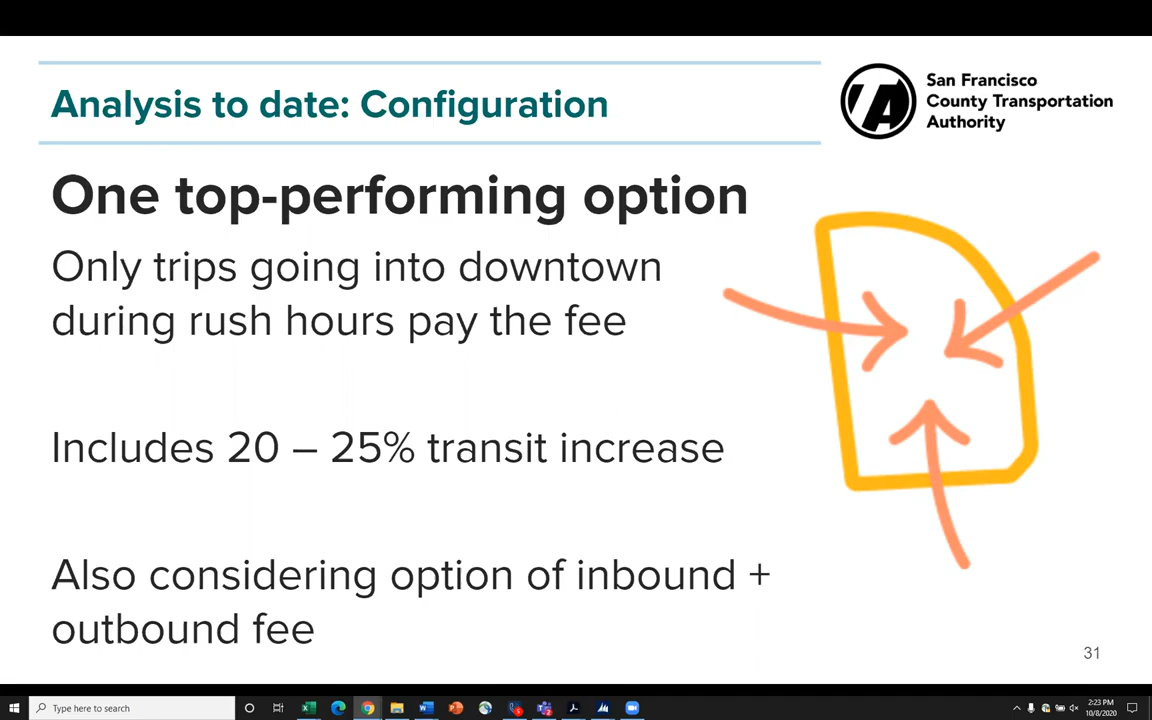 Analysis to date: Configuration
San Francisco
County Transportation
Authority
One top-performing option
Only trips going into downtown
during rush hours pay the fee
Includes 20 – 25% transit increase
Also considering option of inbound +
outbound fee
31
Type here to search
2:23 PM
10/8/2020